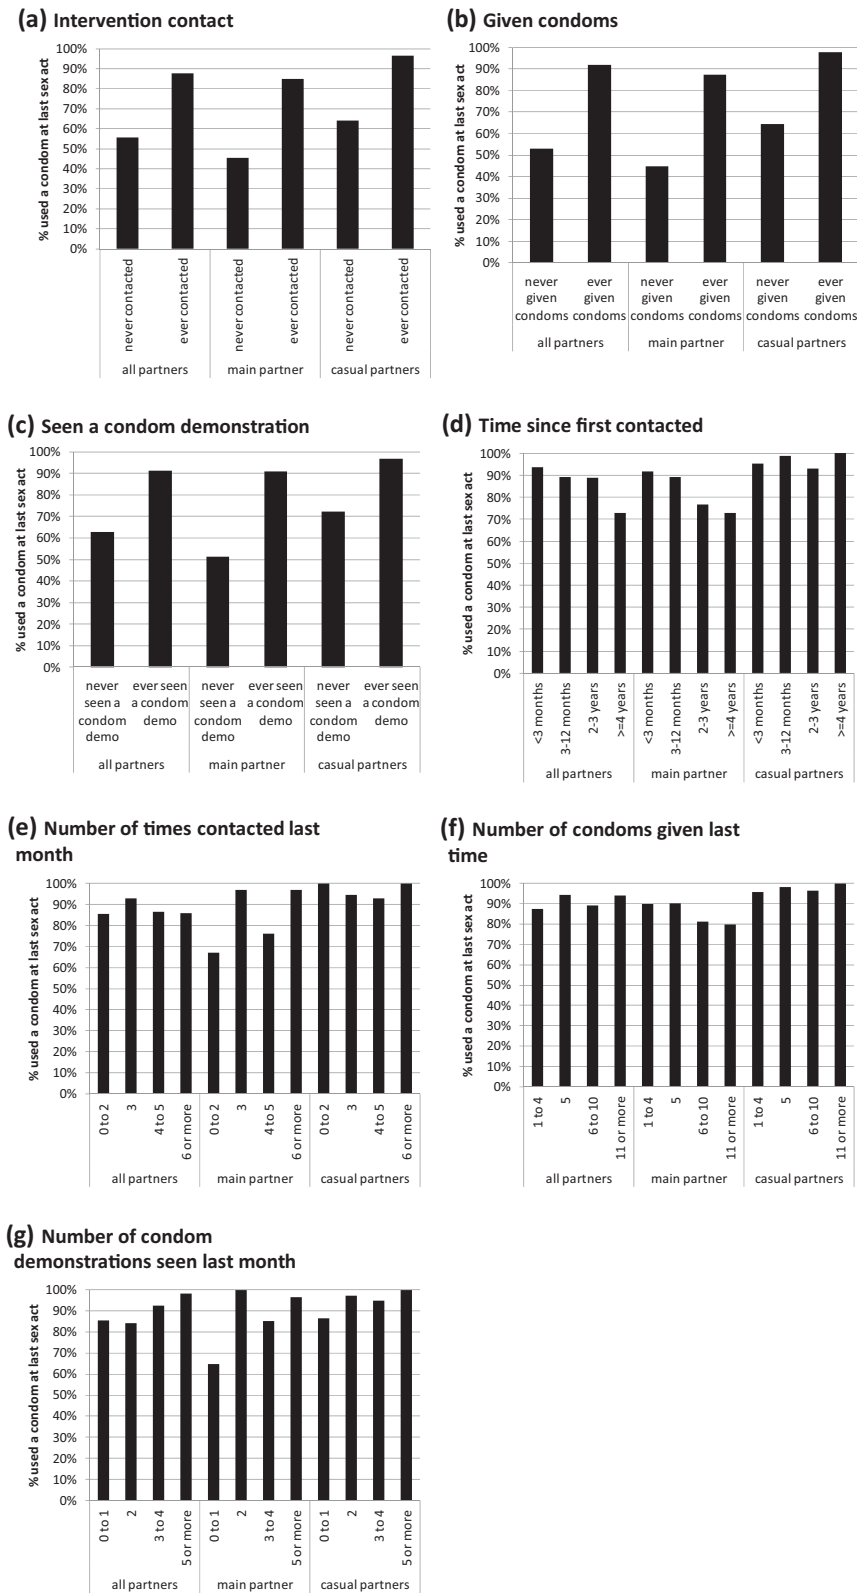 (a) Intervention contact
% used a condom at last sex act
100%
90%
80%
70%
60%
50%
40%
30%
20%
10%
0%
never contacted
ever contacted
never contacted
ever contacted
never contacted
ever contacted
all partners
main partner
casual partners
(b) Given condoms
% used a condom at last sex act
100%
90%
80%
70%
60%
50%
40%
30%
20%
10%
0%
never ever given never ever given never ever given
given condoms given condoms given condoms
condoms condoms condoms
all partners
main partner
casual partners
(c) Seen a condom demonstration
% used a condom at last sex act
100%
90%
80%
70%
60%
50%
40%
30%
20%
10%
0%
never ever seen never ever seen never ever seen
seen a a condom seen a a condom seen a a condom
condom demo condom demo condom demo
demo demo demo
all partners
main partner
casual partners
(d) Time since first contacted
% used a condom at last sex act
100%
90%
80%
70%
60%
50%
40%
30%
20%
10%
0%
<3 months
3-12 months
2-3 years
>=4 years
<3 months
3-12 months
2-3 years
>=4 years
<3 months
3-12 months
2-3 years
>=4 years
all partners
main partner
casual partners
(e) Number of times contacted last
month
% used a condom at last sex act
100%
90%
80%
70%
60%
50%
40%
30%
20%
10%
0%
0 to 2
3
4 to 5
6 or more
0 to 2
3
4 to 5
6 or more
0 to 2
3
4 to 5
6 or more
all partners
main partner
casual partners
(f) Number of condoms given last
time
% used a condom at last sex act
100%
90%
80%
70%
60%
50%
40%
30%
20%
10%
0%
1 to 4
5
6 to 10
11 or more
1 to 4
5
6 to 10
11 or more
1 to 4
5
6 to 10
11 or more
all partners
main partner
casual partners
(g) Number of condom
demonstrations seen last month
% used a condom at last sex act
100%
90%
80%
70%
60%
50%
40%
30%
20%
10%
0%
0 to 1
2
3 to 4
5 or more
0 to 1
2
3 to 4
5 or more
0 to 1
2
3 to 4
5 or more
all partners
main partner
casual partners